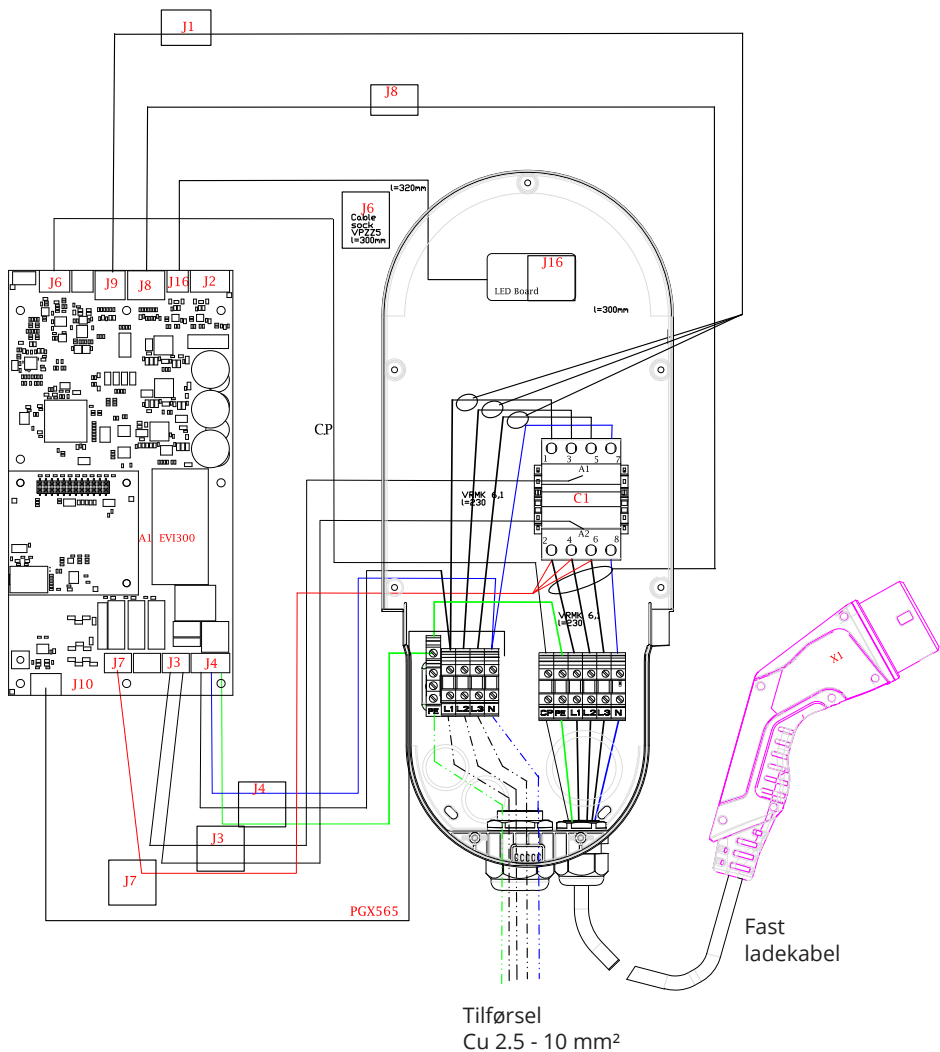 J1
J8
l=320mm
J6
Cable
sock
VPZZ5
l=300mm
J16
LED Board
l=300mm
J6
J9
J8
J16
J2
CP
1
3
5
7
A1
C1
A2
2
4
6
8
VRMK 6,1
l=230
VRMK 6,1
l=230
A1 EVI300
J7
J3
J4
J10
PE
L1
L2
L3
N
CP
PE
L1
L2
L3
N
X1
J4
J3
J7
PGX565
Fast
ladekabel
Tilførsel
Cu 2.5 - 10 mm²